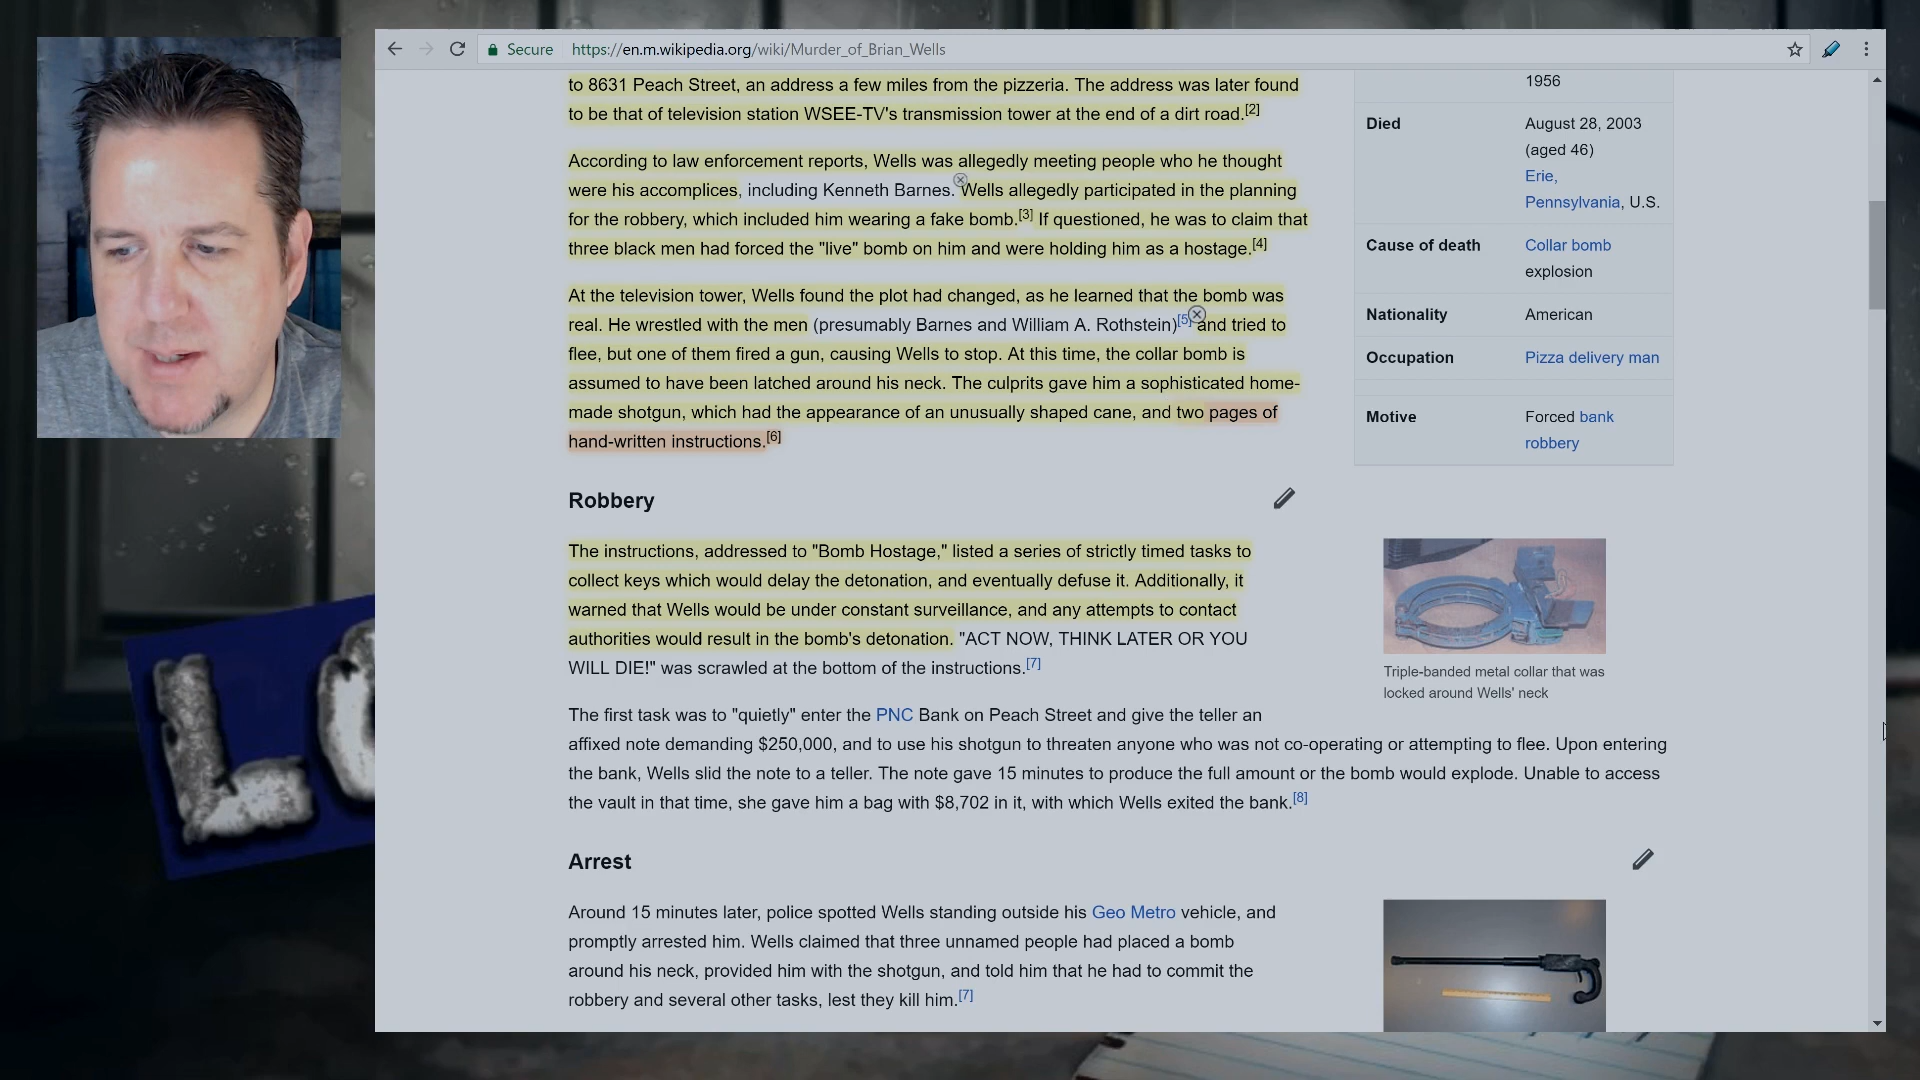 Secure https://en.m.wikipedia.org/wiki/Murder_of_Brian_Wells
to 8631 Peach Street, an address a few miles from the pizzeria. The address was later found
to be that of television station WSEE-TV's transmission tower at the end of a dirt road.[2]
According to law enforcement reports, Wells was allegedly meeting people who he thought
were his accomplices, including Kenneth Barnes. Wells allegedly participated in the planning
for the robbery, which included him wearing a fake bomb.[3] If questioned, he was to claim that
three black men had forced the "live" bomb on him and were holding him as a hostage.[4]
At the television tower, Wells found the plot had changed, as he learned that the bomb was
real. He wrestled with the men (presumably Barnes and William A. Rothstein)[5] and tried to
flee, but one of them fired a gun, causing Wells to stop. At this time, the collar bomb is
assumed to have been latched around his neck. The culprits gave him a sophisticated home-
made shotgun, which had the appearance of an unusually shaped cane, and two pages of
hand-written instructions.[6]
1956
Died August 28, 2003
(aged 46)
Erie,
Pennsylvania, U.S.
Cause of death Collar bomb
explosion
Nationality American
Occupation Pizza delivery man
Motive Forced bank
robbery
Robbery
The instructions, addressed to "Bomb Hostage," listed a series of strictly timed tasks to
collect keys which would delay the detonation, and eventually defuse it. Additionally, it
warned that Wells would be under constant surveillance, and any attempts to contact
authorities would result in the bomb's detonation. "ACT NOW, THINK LATER OR YOU
WILL DIE!" was scrawled at the bottom of the instructions.[7]
Triple-banded metal collar that was
locked around Wells' neck
The first task was to "quietly" enter the PNC Bank on Peach Street and give the teller an
affixed note demanding $250,000, and to use his shotgun to threaten anyone who was not co-operating or attempting to flee. Upon entering
the bank, Wells slid the note to a teller. The note gave 15 minutes to produce the full amount or the bomb would explode. Unable to access
the vault in that time, she gave him a bag with $8,702 in it, with which Wells exited the bank.[8]
Arrest
Around 15 minutes later, police spotted Wells standing outside his Geo Metro vehicle, and
promptly arrested him. Wells claimed that three unnamed people had placed a bomb
around his neck, provided him with the shotgun, and told him that he had to commit the
robbery and several other tasks, lest they kill him.[7]